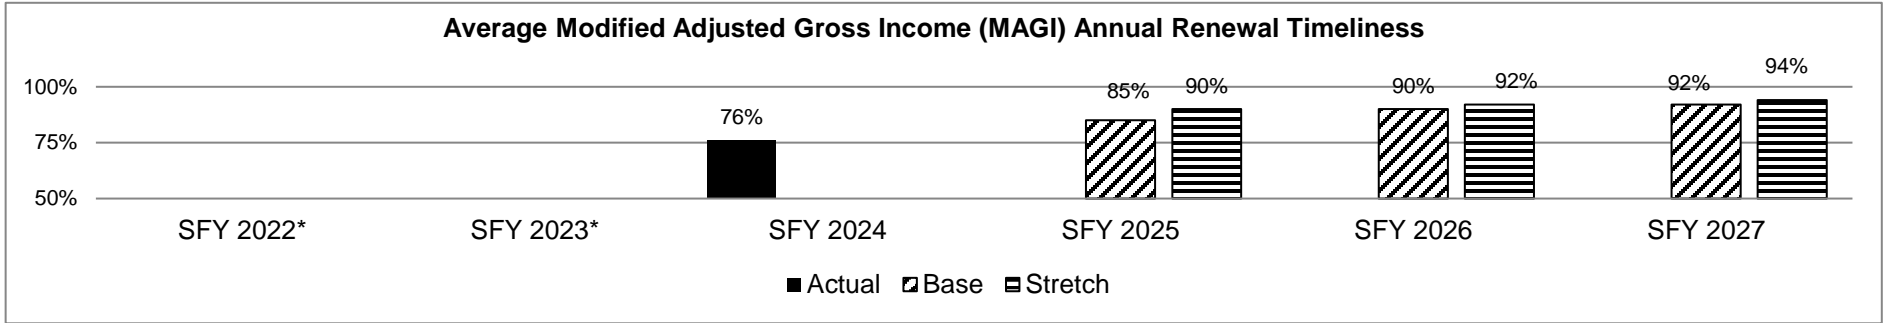 Average Modified Adjusted Gross Income (MAGI) Annual Renewal Timeliness
100%
75%
50%
76%
85%
90%
90%
92%
92%
94%
SFY 2022*
SFY 2023*
SFY 2024
SFY 2025
SFY 2026
SFY 2027
Actual Base Stretch